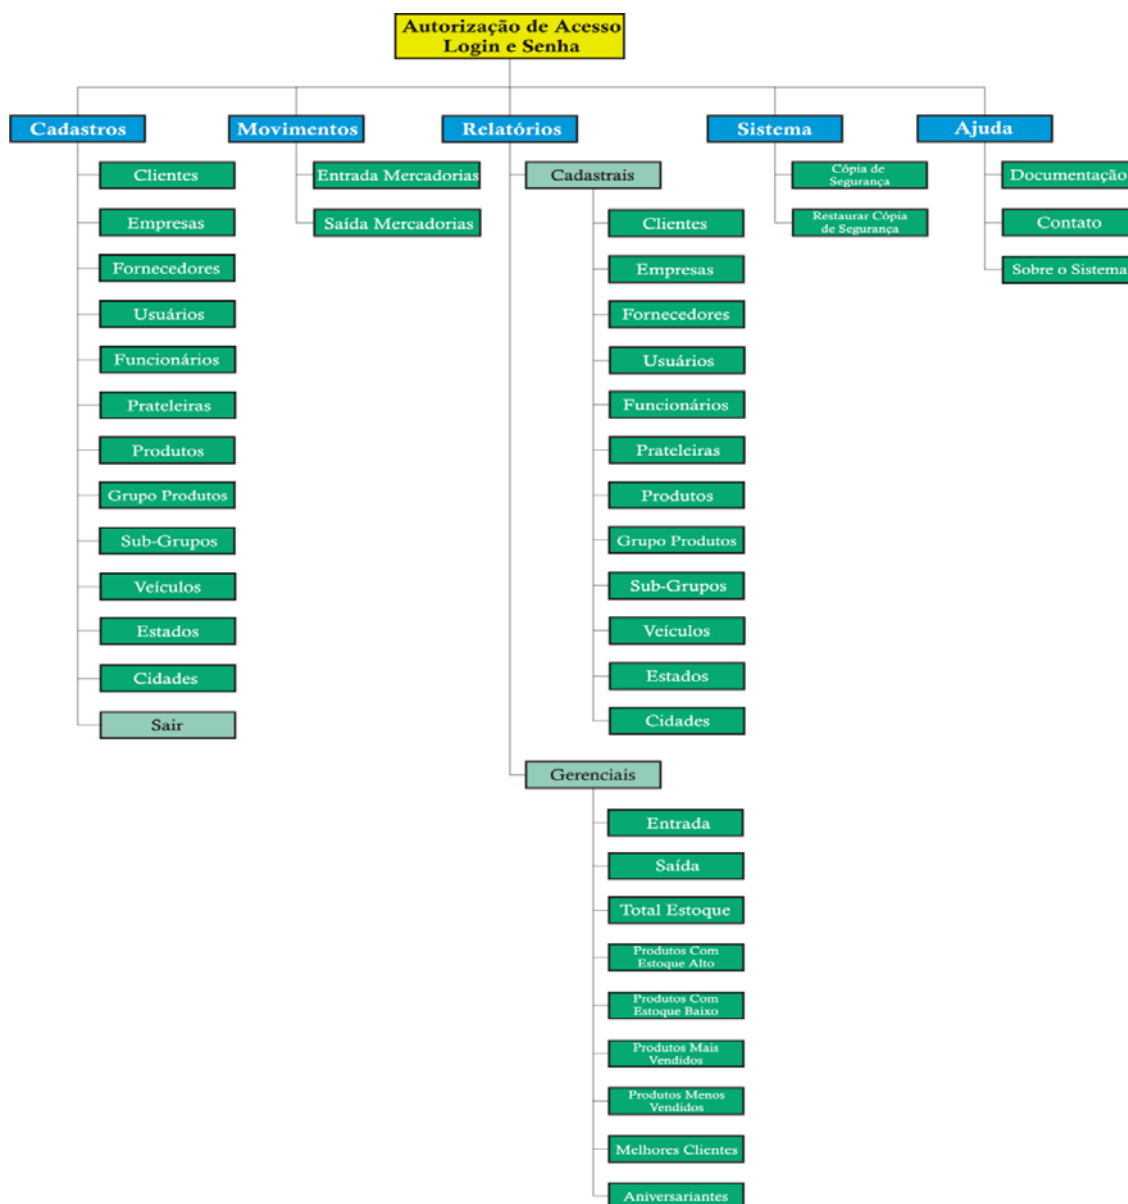 Autorização de Acesso
Login e Senha
Cadastros
Movimentos
Relatórios
Sistema
Ajuda
Clientes
Empresas
Fornecedores
Usuários
Funcionários
Prateleiras
Produtos
Grupo Produtos
Sub-Grupos
Veículos
Estados
Cidades
Sair
Entrada Mercadorias
Saída Mercadorias
Cadastrais
Clientes
Empresas
Fornecedores
Usuários
Funcionários
Prateleiras
Produtos
Grupo Produtos
Sub-Grupos
Veículos
Estados
Cidades
Gerenciais
Entrada
Saída
Total Estoque
Produtos Com
Estoque Alto
Produtos Com
Estoque Baixo
Produtos Mais
Vendidos
Produtos Menos
Vendidos
Melhores Clientes
Aniversariantes
Cópia de
Segurança
Restaurar Cópia
de Segurança
Documentação
Contato
Sobre o Sistema